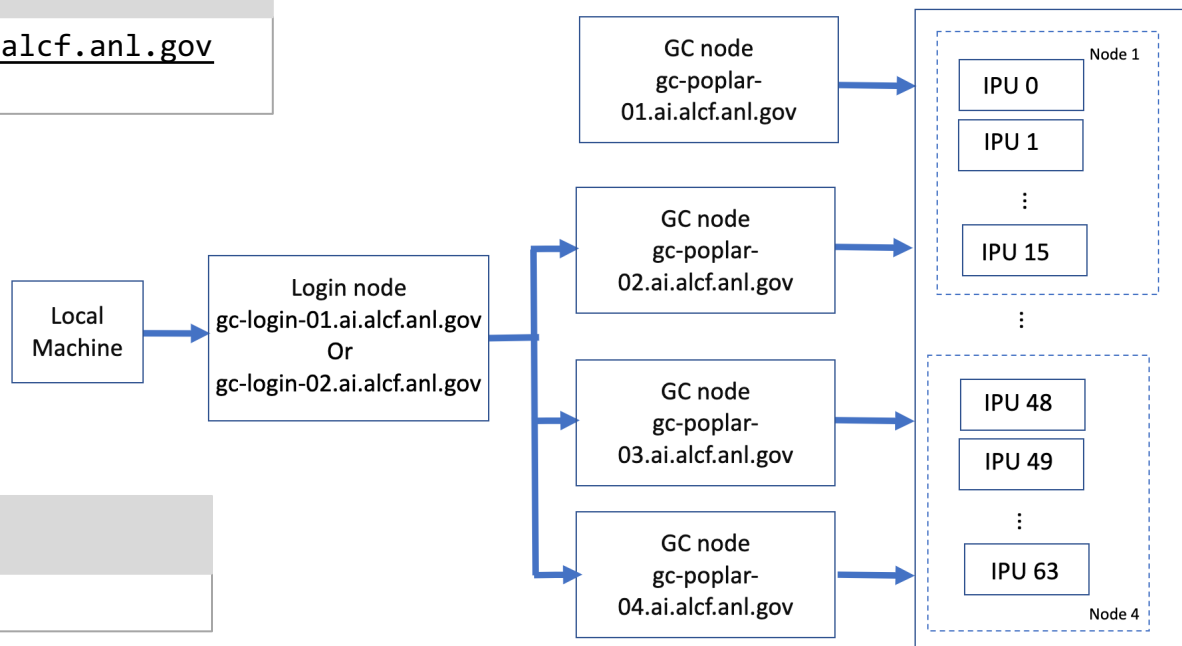 alcf.anl.gov
Local
Machine
Login node
gc-login-01.ai.alcf.anl.gov
Or
gc-login-02.ai.alcf.anl.gov
GC node
gc-poplar-
01.ai.alcf.anl.gov
GC node
gc-poplar-
02.ai.alcf.anl.gov
GC node
gc-poplar-
03.ai.alcf.anl.gov
GC node
gc-poplar-
04.ai.alcf.anl.gov
Node 1
IPU 0
IPU 1
⋮
IPU 15
⋮
IPU 48
IPU 49
⋮
IPU 63
Node 4